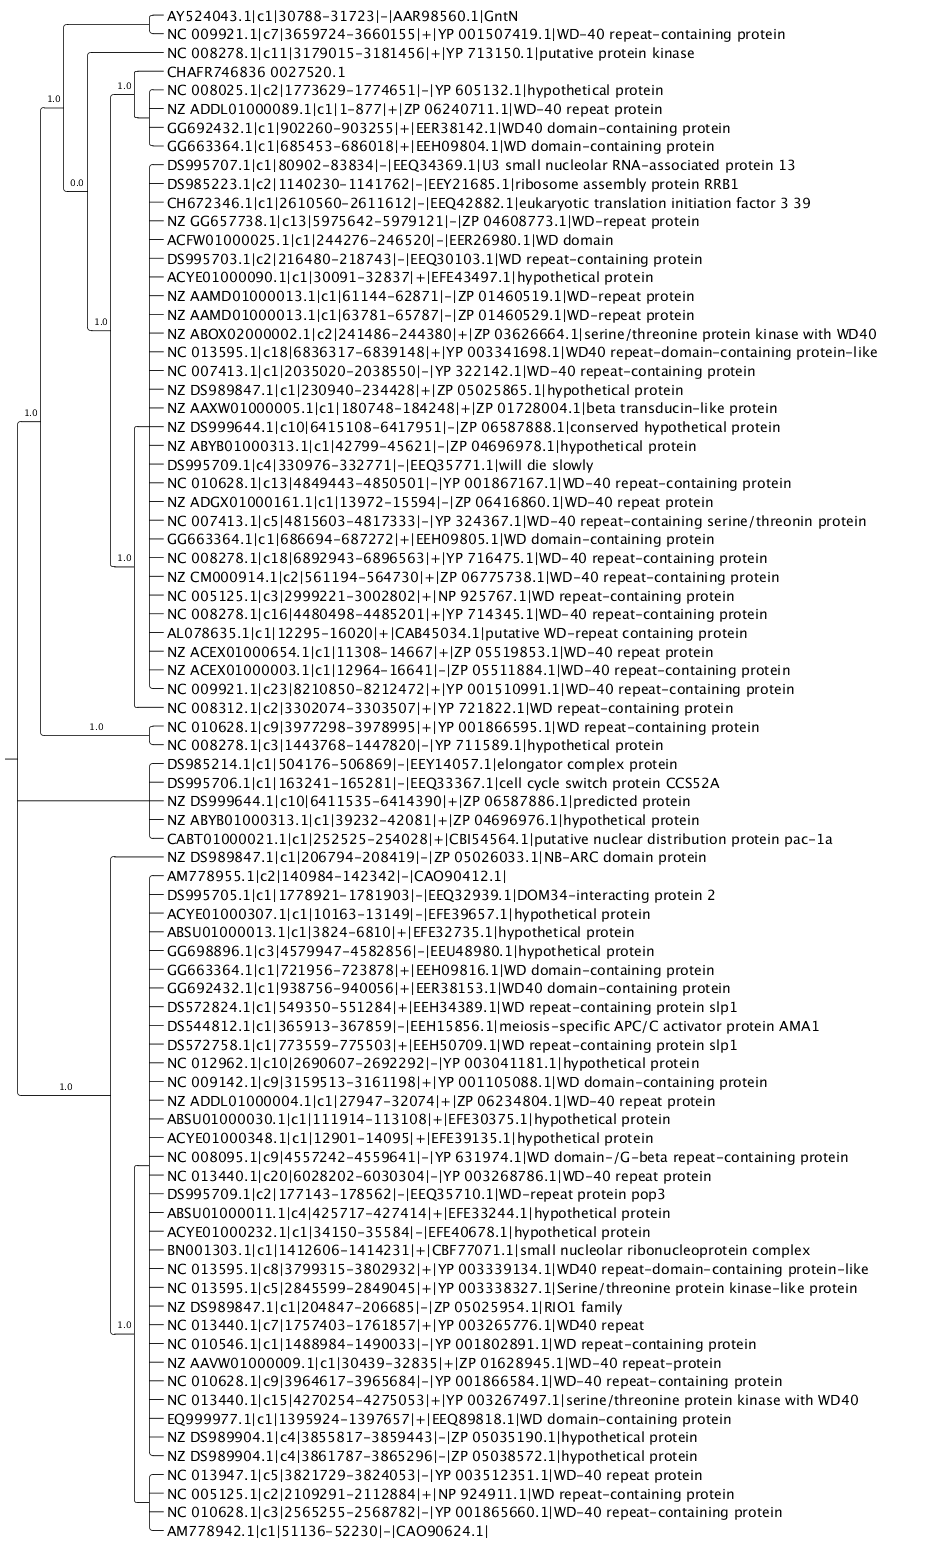 AY524043.1|c1|30788-31723|-|AAR98560.1|GntN
NC 009921.1|c7|3659724-3660155|+|YP 001507419.1|WD-40 repeat-containing protein
NC 008278.1|c11|3179015-3181456|+|YP 713150.1|putative protein kinase
CHAFR746836 0027520.1
1.0
NC 008025.1|c2|1773629-1774651|-|YP 605132.1|hypothetical protein
1.0
NZ ADDL01000089.1|c1|1-877|+|ZP 06240711.1|WD-40 repeat protein
GG692432.1|c1|902260-903255|+|EER38142.1|WD40 domain-containing protein
GG663364.1|c1|685453-686018|+|EEH09804.1|WD domain-containing protein
DS995707.1|c1|80902-83834|-|EEQ34369.1|U3 small nucleolar RNA-associated protein 13
0.0
DS985223.1|c2|1140230-1141762|-|EEY21685.1|ribosome assembly protein RRB1
CH672346.1|c1|2610560-2611612|-|EEQ42882.1|eukaryotic translation initiation factor 3 39
NZ GG657738.1|c13|5975642-5979121|-|ZP 04608773.1|WD-repeat protein
ACFW01000025.1|c1|244276-246520|-|EER26980.1|WD domain
DS995703.1|c2|216480-218743|-|EEQ30103.1|WD repeat-containing protein
ACYE01000090.1|c1|30091-32837|+|EFE43497.1|hypothetical protein
NZ AAMD01000013.1|c1|61144-62871|-|ZP 01460519.1|WD-repeat protein
NZ AAMD01000013.1|c1|63781-65787|-|ZP 01460529.1|WD-repeat protein
1.0
NZ ABOX02000002.1|c2|241486-244380|+|ZP 03626664.1|serine/threonine protein kinase with WD40
NC 013595.1|c18|6836317-6839148|+|YP 003341698.1|WD40 repeat-domain-containing protein-like
NC 007413.1|c1|2035020-2038550|-|YP 322142.1|WD-40 repeat-containing protein
NZ DS989847.1|c1|230940-234428|+|ZP 05025865.1|hypothetical protein
NZ AAXW01000005.1|c1|180748-184248|+|ZP 01728004.1|beta transducin-like protein
1.0
NZ DS999644.1|c10|6415108-6417951|-|ZP 06587888.1|conserved hypothetical protein
NZ ABYB01000313.1|c1|42799-45621|-|ZP 04696978.1|hypothetical protein
DS995709.1|c4|330976-332771|-|EEQ35771.1|will die slowly
NC 010628.1|c13|4849443-4850501|-|YP 001867167.1|WD-40 repeat-containing protein
NZ ADGX01000161.1|c1|13972-15594|-|ZP 06416860.1|WD-40 repeat protein
NC 007413.1|c5|4815603-4817333|-|YP 324367.1|WD-40 repeat-containing serine/threonin protein
GG663364.1|c1|686694-687272|+|EEH09805.1|WD domain-containing protein
1.0
NC 008278.1|c18|6892943-6896563|+|YP 716475.1|WD-40 repeat-containing protein
NZ CM000914.1|c2|561194-564730|+|ZP 06775738.1|WD-40 repeat-containing protein
NC 005125.1|c3|2999221-3002802|+|NP 925767.1|WD repeat-containing protein
NC 008278.1|c16|4480498-4485201|+|YP 714345.1|WD-40 repeat-containing protein
AL078635.1|c1|12295-16020|+|CAB45034.1|putative WD-repeat containing protein
NZ ACEX01000654.1|c1|11308-14667|+|ZP 05519853.1|WD-40 repeat protein
NZ ACEX01000003.1|c1|12964-16641|-|ZP 05511884.1|WD-40 repeat-containing protein
NC 009921.1|c23|8210850-8212472|+|YP 001510991.1|WD-40 repeat-containing protein
NC 008312.1|c2|3302074-3303507|+|YP 721822.1|WD repeat-containing protein
1.0
NC 010628.1|c9|3977298-3978995|+|YP 001866595.1|WD repeat-containing protein
NC 008278.1|c3|1443768-1447820|-|YP 711589.1|hypothetical protein
DS985214.1|c1|504176-506869|-|EEY14057.1|elongator complex protein
DS995706.1|c1|163241-165281|-|EEQ33367.1|cell cycle switch protein CCS52A
NZ DS999644.1|c10|6411535-6414390|+|ZP 06587886.1|predicted protein
NZ ABYB01000313.1|c1|39232-42081|+|ZP 04696976.1|hypothetical protein
CABT01000021.1|c1|252525-254028|+|CBI54564.1|putative nuclear distribution protein pac-1a
NZ DS989847.1|c1|206794-208419|-|ZP 05026033.1|NB-ARC domain protein
AM778955.1|c2|140984-142342|-|CAO90412.1|
DS995705.1|c1|1778921-1781903|-|EEQ32939.1|DOM34-interacting protein 2
ACYE01000307.1|c1|10163-13149|-|EFE39657.1|hypothetical protein
ABSU01000013.1|c1|3824-6810|+|EFE32735.1|hypothetical protein
GG698896.1|c3|4579947-4582856|-|EEU48980.1|hypothetical protein
GG663364.1|c1|721956-723878|+|EEH09816.1|WD domain-containing protein
GG692432.1|c1|938756-940056|+|EER38153.1|WD40 domain-containing protein
DS572824.1|c1|549350-551284|+|EEH34389.1|WD repeat-containing protein slp1
DS544812.1|c1|365913-367859|-|EEH15856.1|meiosis-specific APC/C activator protein AMA1
DS572758.1|c1|773559-775503|+|EEH50709.1|WD repeat-containing protein slp1
NC 012962.1|c10|2690607-2692292|-|YP 003041181.1|hypothetical protein
1.0
NC 009142.1|c9|3159513-3161198|+|YP 001105088.1|WD domain-containing protein
NZ ADDL01000004.1|c1|27947-32074|+|ZP 06234804.1|WD-40 repeat protein
ABSU01000030.1|c1|111914-113108|+|EFE30375.1|hypothetical protein
ACYE01000348.1|c1|12901-14095|+|EFE39135.1|hypothetical protein
NC 008095.1|c9|4557242-4559641|-|YP 631974.1|WD domain-/G-beta repeat-containing protein
NC 013440.1|c20|6028202-6030304|-|YP 003268786.1|WD-40 repeat protein
DS995709.1|c2|177143-178562|-|EEQ35710.1|WD-repeat protein pop3
ABSU01000011.1|c4|425717-427414|+|EFE33244.1|hypothetical protein
ACYE01000232.1|c1|34150-35584|-|EFE40678.1|hypothetical protein
BN001303.1|c1|1412606-1414231|+|CBF77071.1|small nucleolar ribonucleoprotein complex
NC 013595.1|c8|3799315-3802932|+|YP 003339134.1|WD40 repeat-domain-containing protein-like
NC 013595.1|c5|2845599-2849045|+|YP 003338327.1|Serine/threonine protein kinase-like protein
NZ DS989847.1|c1|204847-206685|-|ZP 05025954.1|RIO1 family
1.0
NC 013440.1|c7|1757403-1761857|+|YP 003265776.1|WD40 repeat
NC 010546.1|c1|1488984-1490033|-|YP 001802891.1|WD repeat-containing protein
NZ AAVW01000009.1|c1|30439-32835|+|ZP 01628945.1|WD-40 repeat-protein
NC 010628.1|c9|3964617-3965684|-|YP 001866584.1|WD-40 repeat-containing protein
NC 013440.1|c15|4270254-4275053|+|YP 003267497.1|serine/threonine protein kinase with WD40
EQ999977.1|c1|1395924-1397657|+|EEQ89818.1|WD domain-containing protein
NZ DS989904.1|c4|3855817-3859443|-|ZP 05035190.1|hypothetical protein
NZ DS989904.1|c4|3861787-3865296|-|ZP 05038572.1|hypothetical protein
NC 013947.1|c5|3821729-3824053|-|YP 003512351.1|WD-40 repeat protein
NC 005125.1|c2|2109291-2112884|+|NP 924911.1|WD repeat-containing protein
NC 010628.1|c3|2565255-2568782|-|YP 001865660.1|WD-40 repeat-containing protein
AM778942.1|c1|51136-52230|-|CAO90624.1|